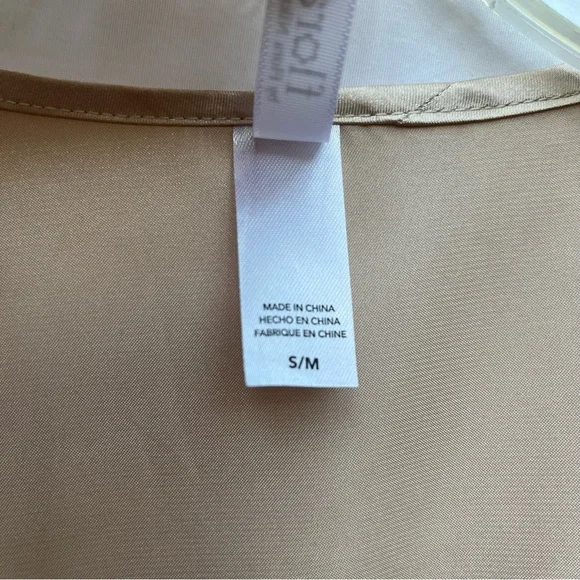 MADE IN CHINA
HECHO EN CHINA
FABRIQUE EN CHINE
S/M